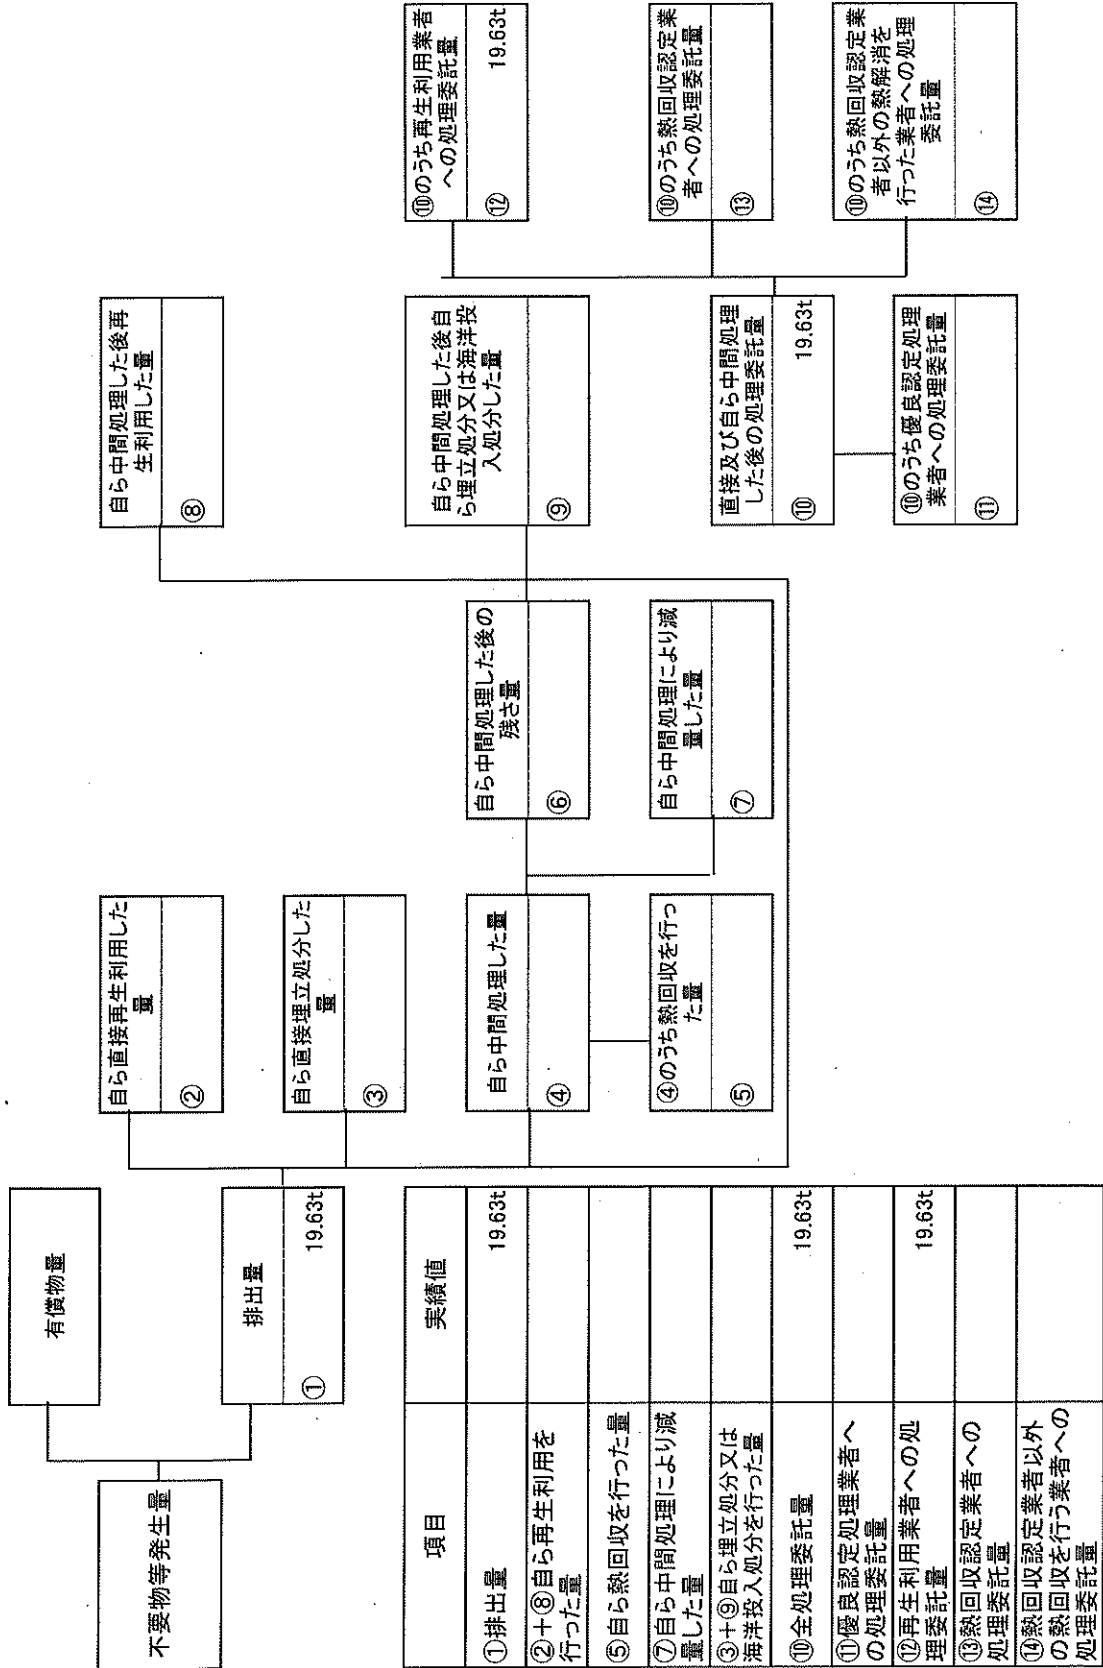 不要物等発生量
有償物量
排出量
① 19.63t
自ら直接再生利用した
量
②
自ら直接埋立処分した
量
③
自ら中間処理した量
④
④のうち熱回収を行っ
た量
⑤
自ら中間処理した後の
残さ量
⑥
自ら中間処理により減
量した量
⑦
自ら中間処理した後再
生利用した量
⑧
自ら中間処理した後自
ら埋立処分又は海洋投
入処分した量
⑨
直接及び自ら中間処理
した後の処理委託量
⑩ 19.63t
⑩のうち優良認定処理
業者への処理委託量
⑪
⑩のうち再生利用業者
への処理委託量
⑫ 19.63t
⑩のうち熱回収認定業
者への処理委託量
⑬
⑩のうち熱回収認定業
者以外の熱解消を
行った業者への処理
委託量
⑭
項目 実績値
①排出量 19.63t
②+⑧自ら再生利用を
行った量
⑤自ら熱回収を行った量
⑦自ら中間処理により減
量した量
③+⑨自ら埋立処分又は
海洋投入処分を行った量
⑩全処理委託量 19.63t
⑪優良認定処理業者へ
の処理委託量
⑫再生利用業者への処
理委託量 19.63t
⑬熱回収認定業者への
処理委託量
⑭熱回収認定業者以外
の熱回収を行う業者への
処理委託量